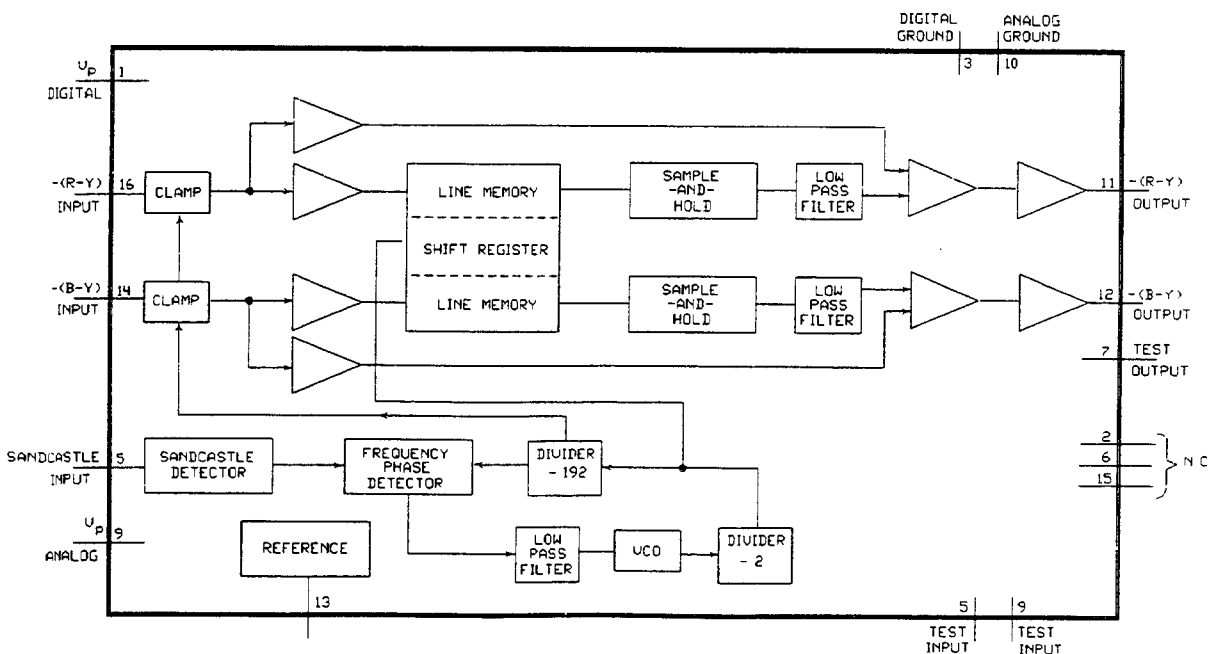 DIGITAL GROUND
ANALOG GROUND
3
10
U_P
1
DIGITAL
-(R-Y) INPUT
16
CLAMP
LINE MEMORY
SAMPLE
-AND-
HOLD
LOW
PASS
FILTER
11
-(R-Y)
OUTPUT
SHIFT REGISTER
-(B-Y) INPUT
14
CLAMP
LINE MEMORY
SAMPLE
-AND-
HOLD
LOW
PASS
FILTER
12
-(B-Y)
OUTPUT
7
TEST
OUTPUT
SANDCASTLE
INPUT
5
SANDCASTLE
DETECTOR
FREQUENCY
PHASE
DETECTOR
DIVIDER
- 192
2
6
15
N C
U_P
9
ANALOG
REFERENCE
LOW
PASS
FILTER
VCO
DIVIDER
- 2
13
5
9
TEST
INPUT
TEST
INPUT